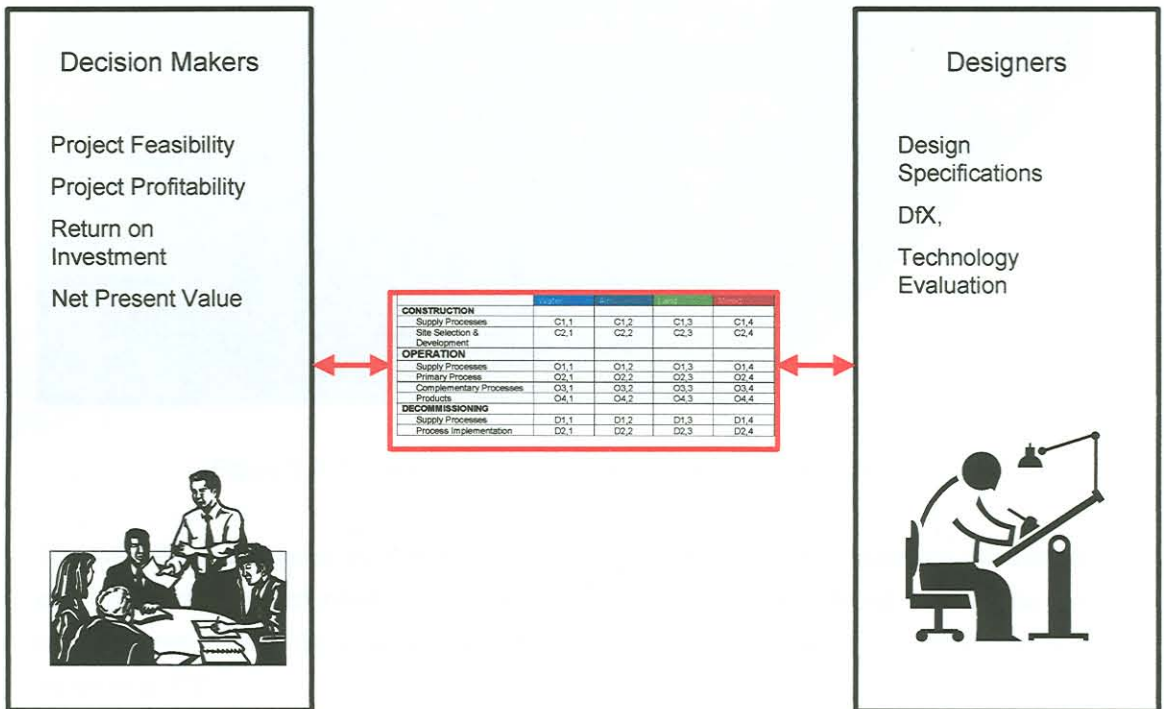 Decision Makers
Project Feasibility
Project Profitability
Return on
Investment
Net Present Value
Water Air Land Mined
CONSTRUCTION
Supply Processes C1,1 C1,2 C1,3 C1,4
Site Selection & C2,1 C2,2 C2,3 C2,4
Development
OPERATION
Supply Processes O1,1 O1,2 O1,3 O1,4
Primary Process O2,1 O2,2 O2,3 O2,4
Complementary Processes O3,1 O3,2 O3,3 O3,4
Products O4,1 O4,2 O4,3 O4,4
DECOMMISSIONING
Supply Processes D1,1 D1,2 D1,3 D1,4
Process Implementation D2,1 D2,2 D2,3 D2,4
Designers
Design
Specifications
DfX,
Technology
Evaluation